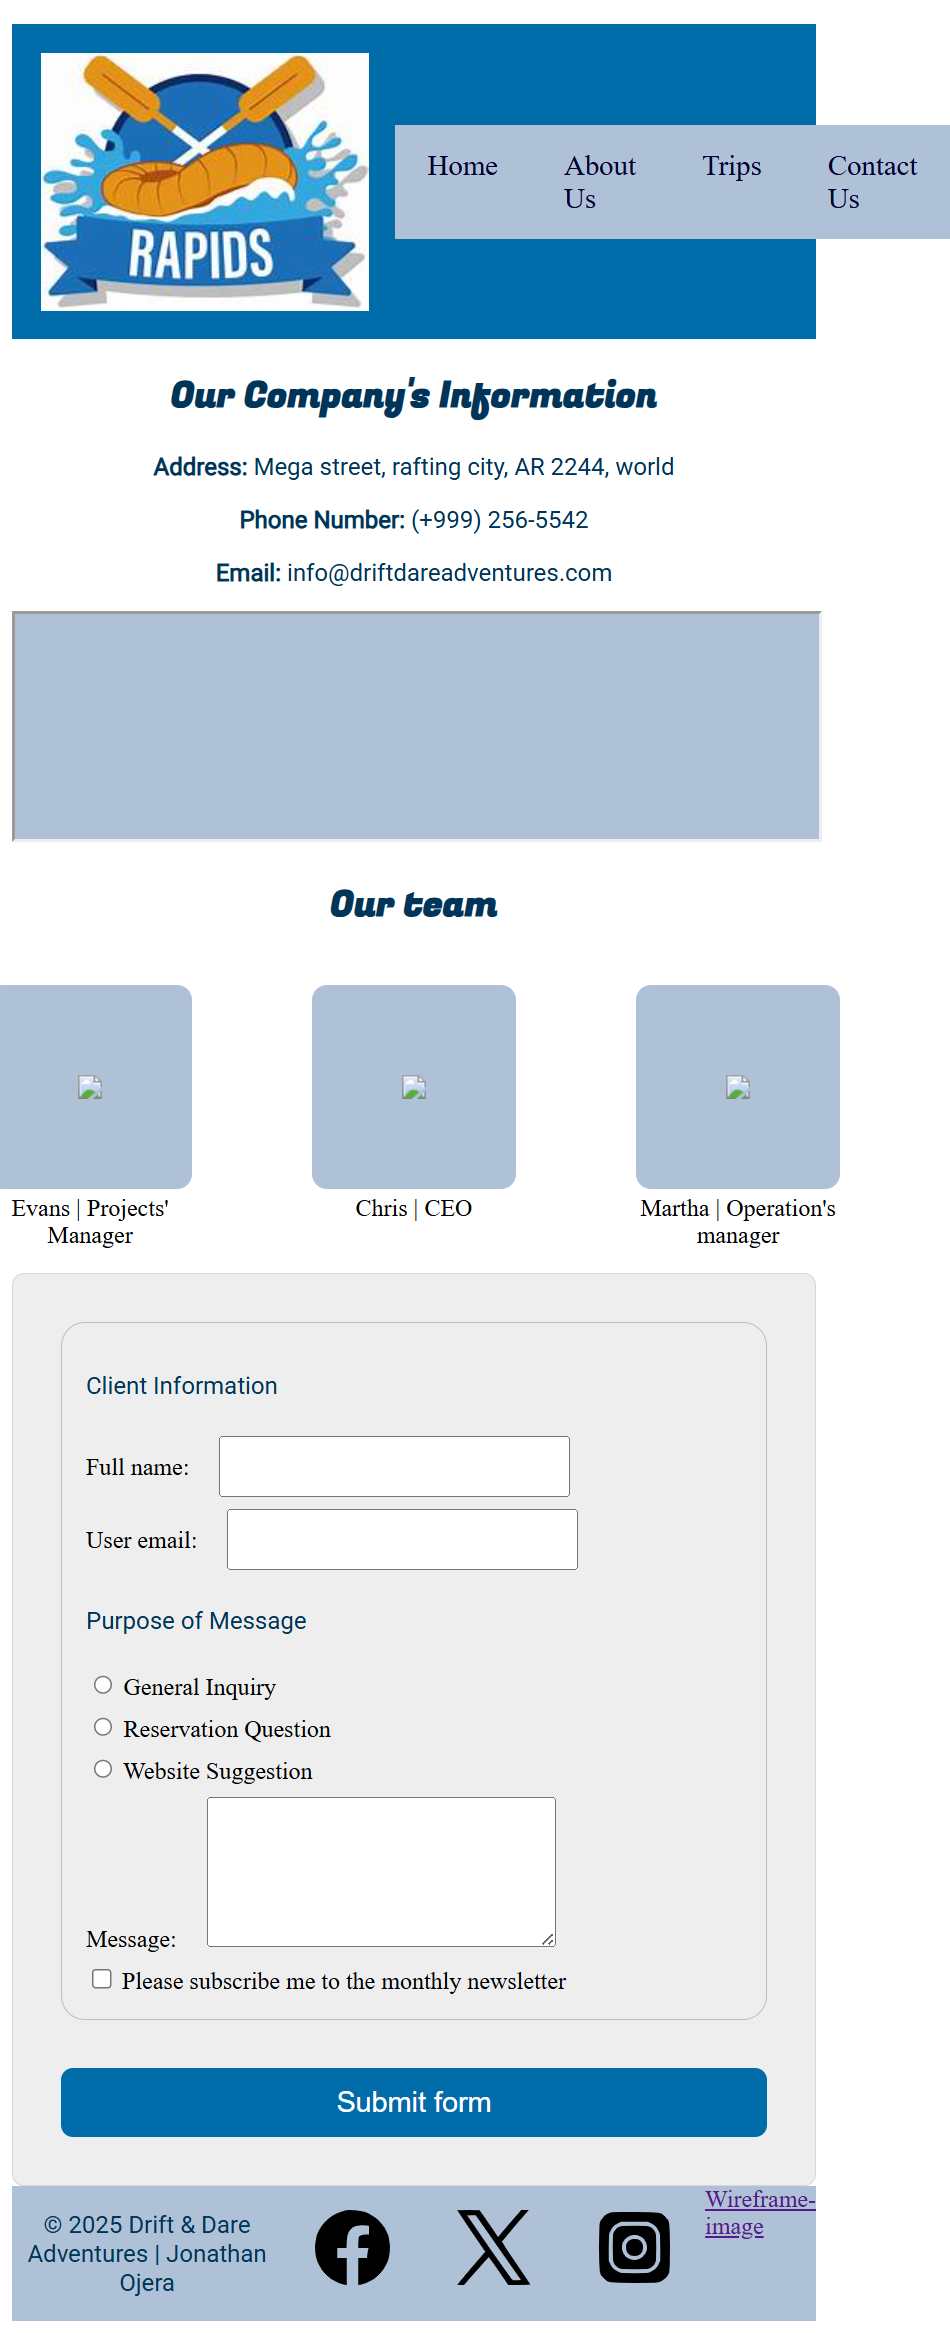 RAPIDS
Home
About
Us
Trips
Contact
Us
Our Company's Information
Address: Mega street, rafting city, AR 2244, world
Phone Number: (+999) 256-5542
Email: info@driftdareadventures.com
Our team
Evans | Projects'
Manager
Chris | CEO
Martha | Operation's
manager
Client Information
Full name:
User email:
Purpose of Message
General Inquiry
Reservation Question
Website Suggestion
Message:
Please subscribe me to the monthly newsletter
Submit form
© 2025 Drift & Dare
Adventures | Jonathan
Ojera
Wireframe-
image